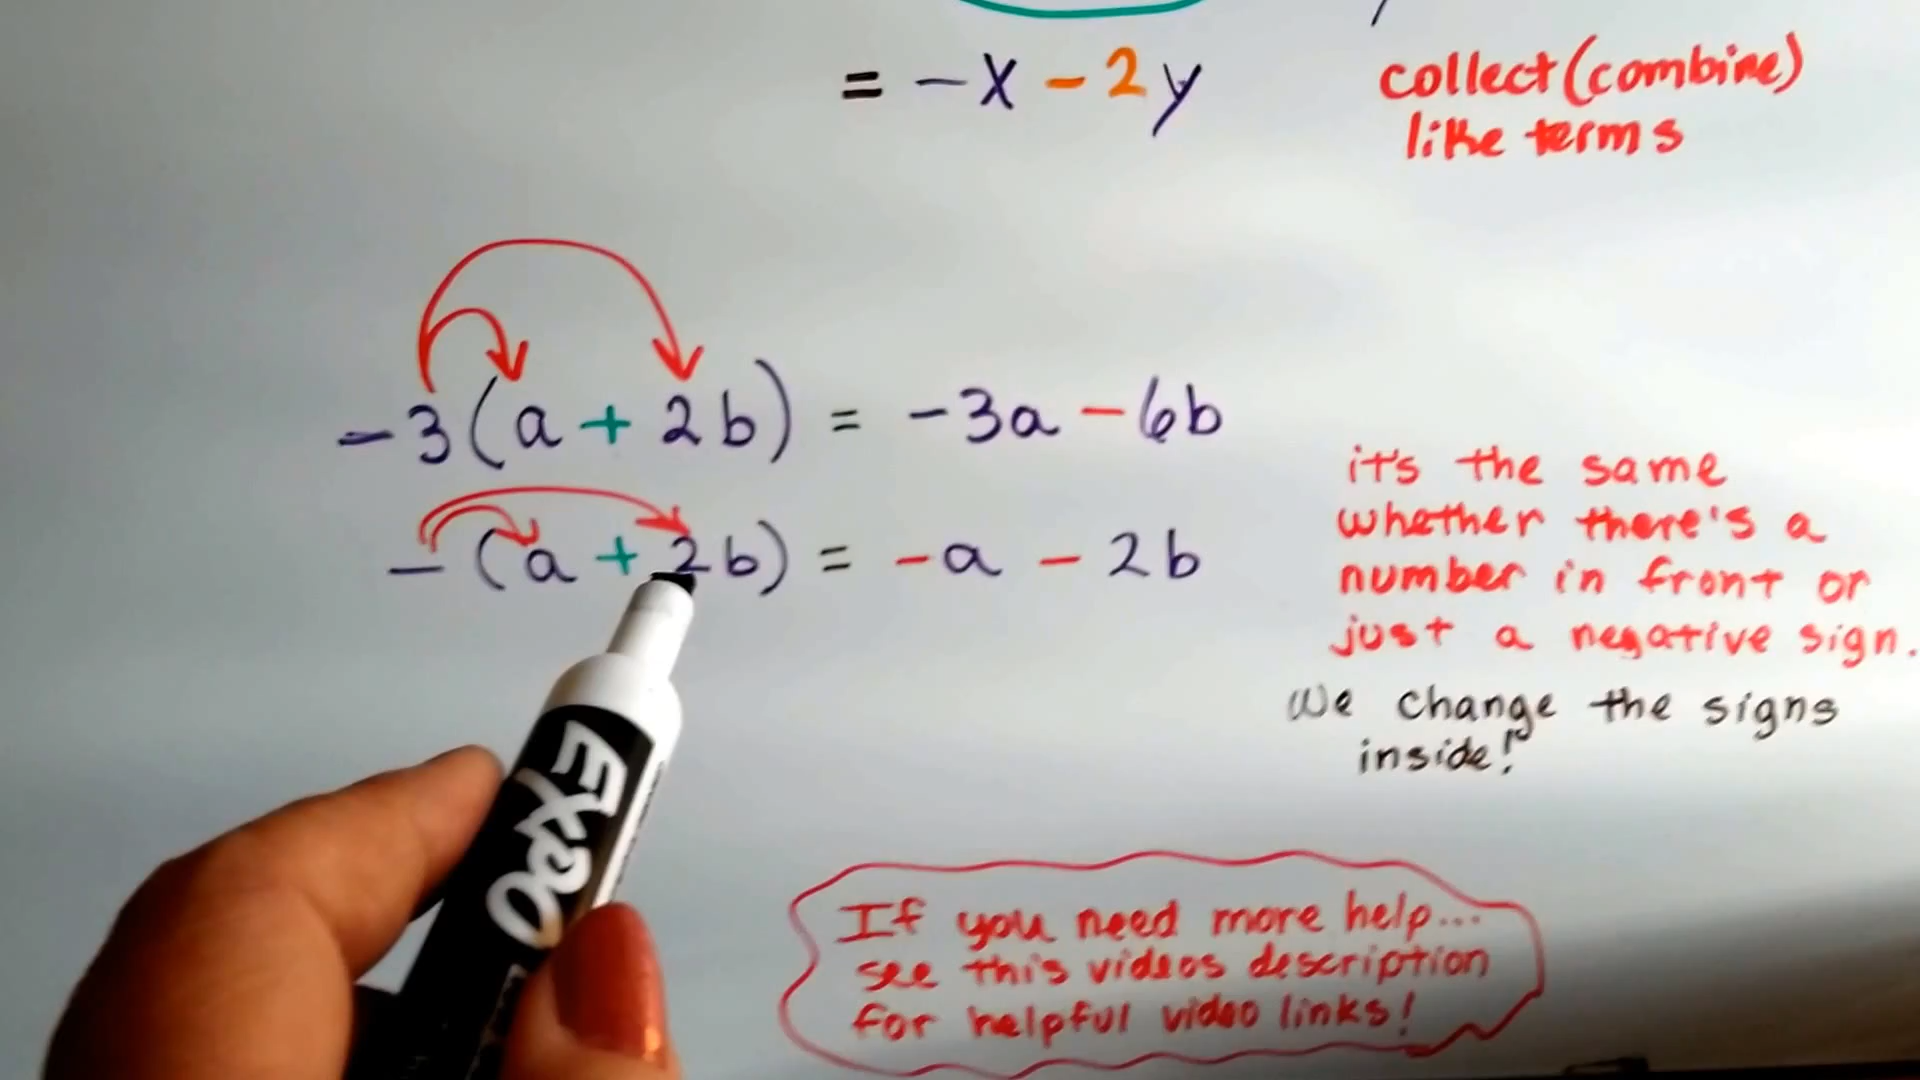 = -x - 2y
collect (combine)
like terms
-3(a + 2b) = -3a - 6b
-(a + 2b) = -a - 2b
it's the same
whether there's a
number in front or
just a negative sign.
We change the signs
inside!
EXPO
If you need more help...
see this videos description
for helpful video links!